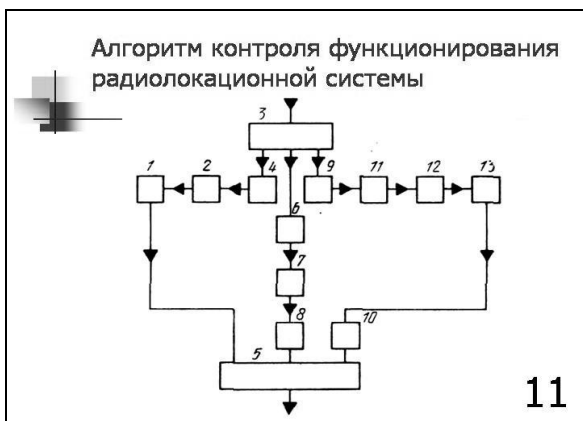 Алгоритм контроля функционирования
радиолокационной системы
3
1 2 4 9 11 12 13
6
7
8 10
5
11